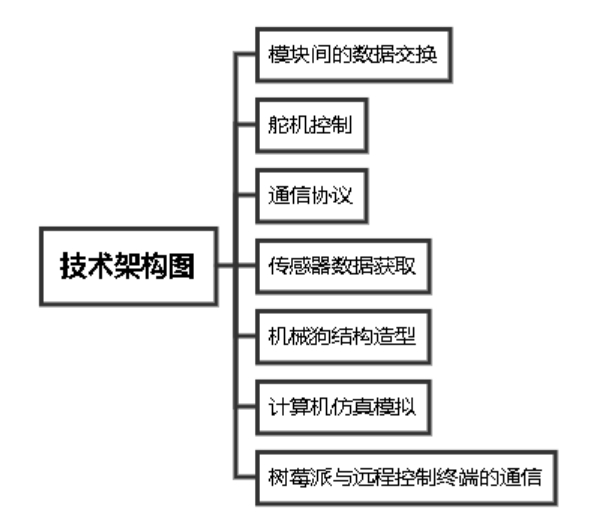 模块间的数据交换
舵机控制
通信协议
技术架构图
传感器数据获取
机械狗结构造型
计算机仿真模拟
树莓派与远程控制终端的通信